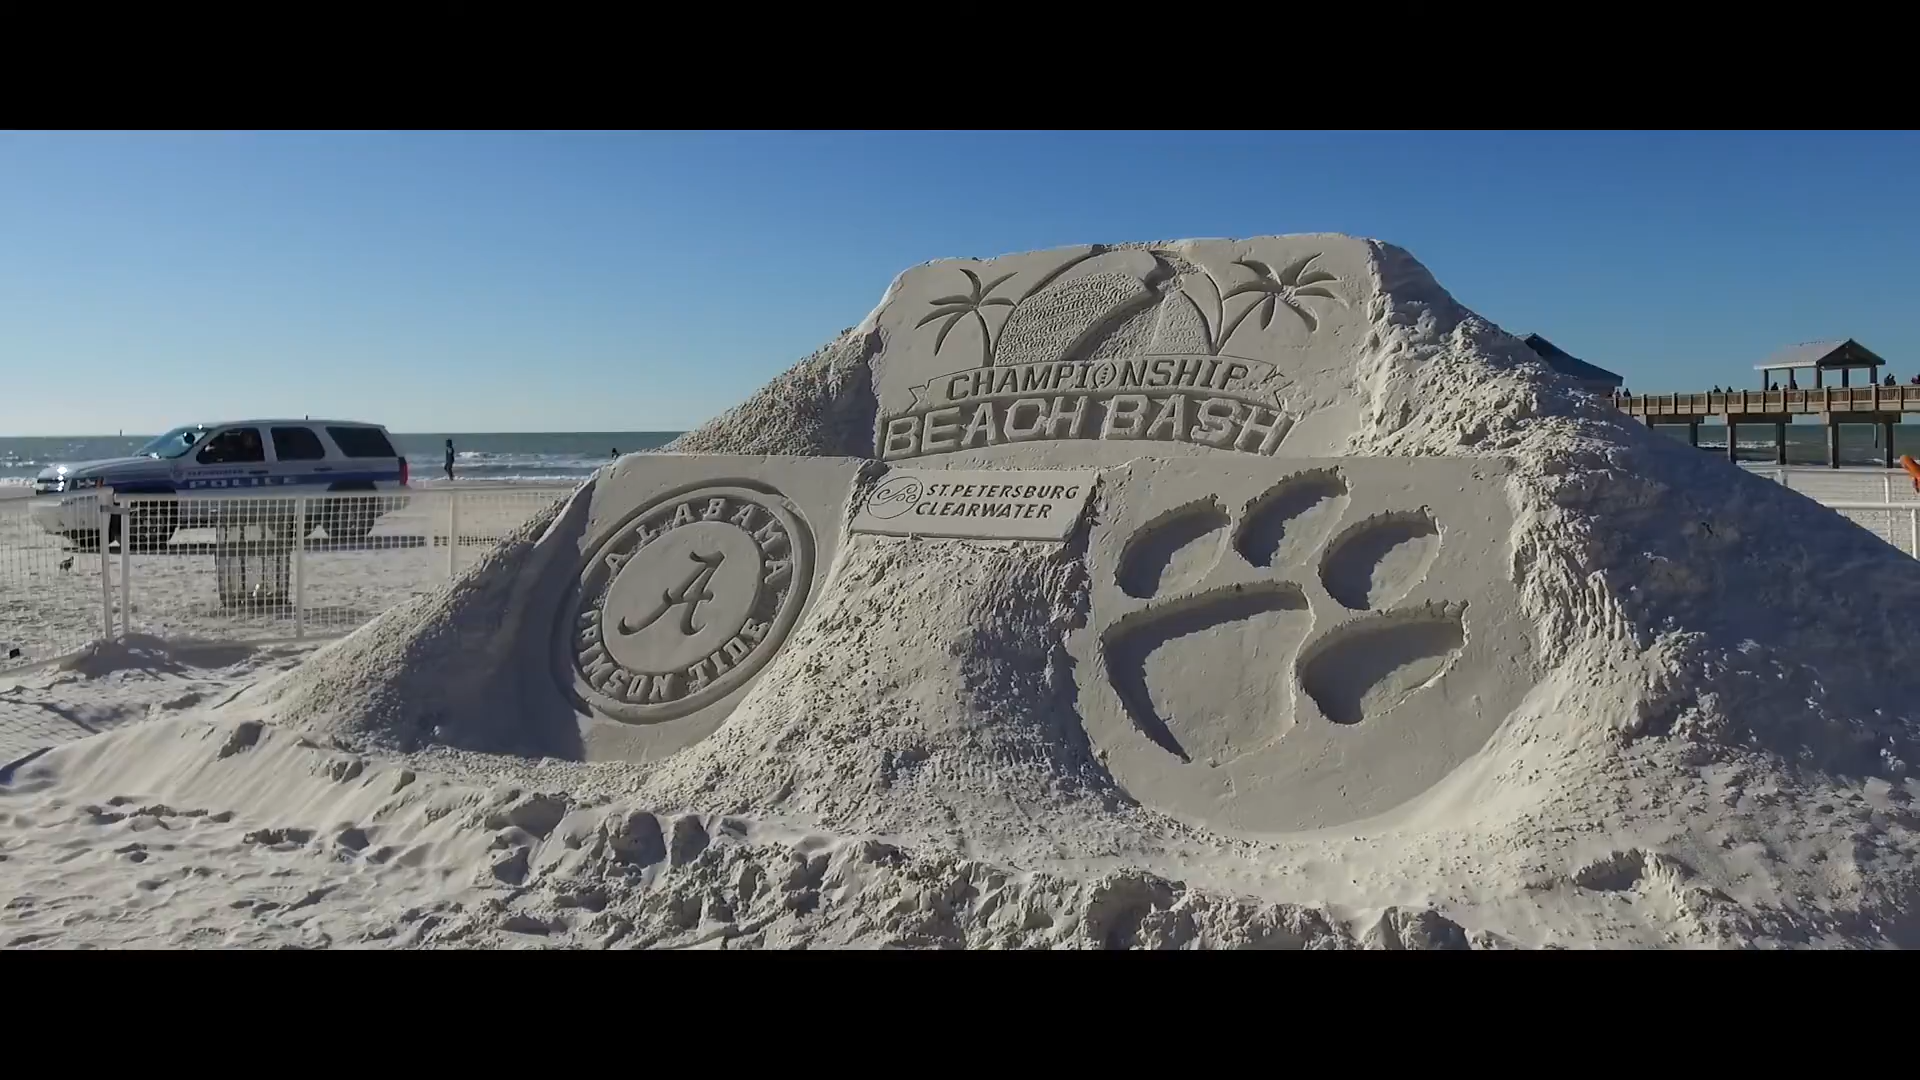 CHAMPIONSHIP
BEACH BASH
ST.PETERSBURG
CLEARWATER
ALABAMA
A
CRIMSON TIDE
POLICE